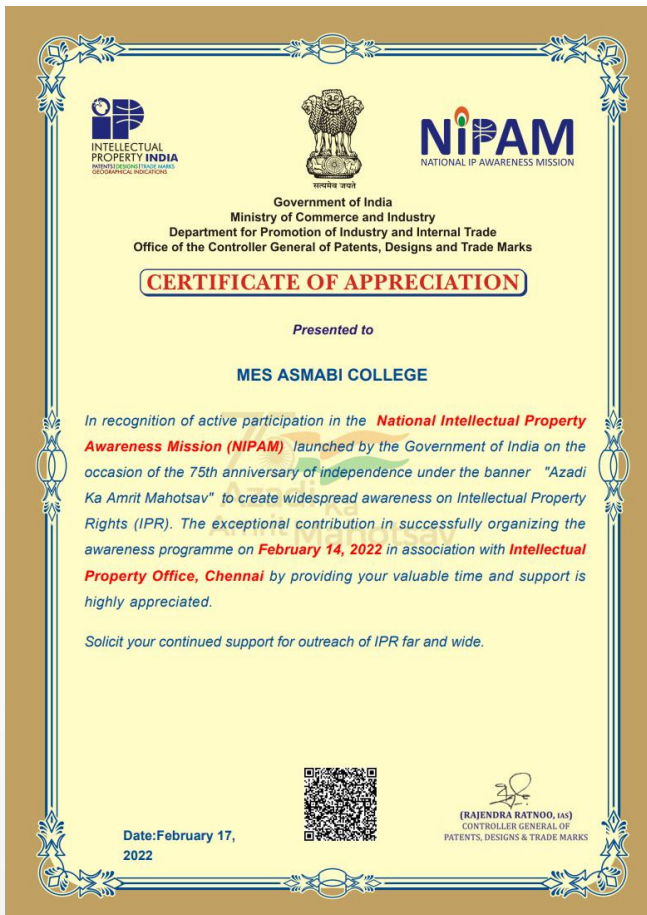 INTELLECTUAL
PROPERTY INDIA
PATENTS|DESIGNS|TRADE MARKS
GEOGRAPHICAL INDICATIONS
सत्यमेव जयते
NiPAM
NATIONAL IP AWARENESS MISSION
Government of India
Ministry of Commerce and Industry
Department for Promotion of Industry and Internal Trade
Office of the Controller General of Patents, Designs and Trade Marks
CERTIFICATE OF APPRECIATION
Presented to
MES ASMABI COLLEGE
In recognition of active participation in the National Intellectual Property
Awareness Mission (NIPAM) launched by the Government of India on the
occasion of the 75th anniversary of independence under the banner "Azadi
Ka Amrit Mahotsav" to create widespread awareness on Intellectual Property
Rights (IPR). The exceptional contribution in successfully organizing the
awareness programme on February 14, 2022 in association with Intellectual
Property Office, Chennai by providing your valuable time and support is
highly appreciated.
Azadi Ka
Amrit Mahotsav
Solicit your continued support for outreach of IPR far and wide.
Date:February 17,
2022
(RAJENDRA RATNOO, IAS)
CONTROLLER GENERAL OF
PATENTS, DESIGNS & TRADE MARKS